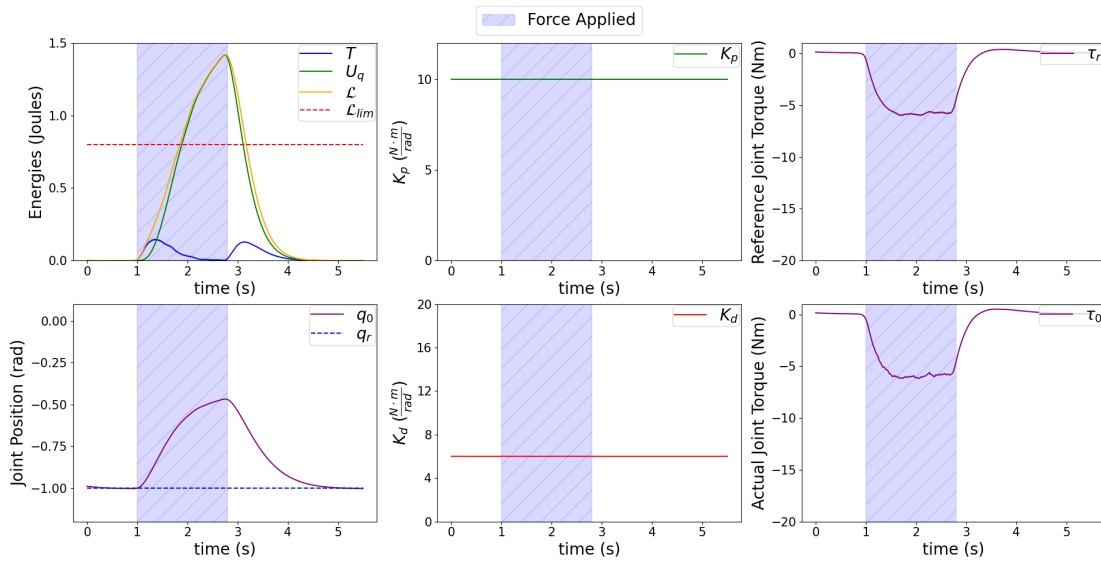 Force Applied
Energies (Joules)
1.5
1.0
0.5
0.0
T
U_q
ℒ
ℒ_lim
0 1 2 3 4 5
time (s)
K_p (N·m/rad)
10
5
0
K_p
0 1 2 3 4 5
time (s)
Reference Joint Torque (Nm)
0
−5
−10
−15
−20
τ_r
0 1 2 3 4 5
time (s)
Joint Position (rad)
0.00
−0.25
−0.50
−0.75
−1.00
q_0
q_r
0 1 2 3 4 5
time (s)
K_d (N·m/rad)
20
16
12
8
4
0
K_d
0 1 2 3 4 5
time (s)
Actual Joint Torque (Nm)
0
−5
−10
−15
−20
τ_0
0 1 2 3 4 5
time (s)